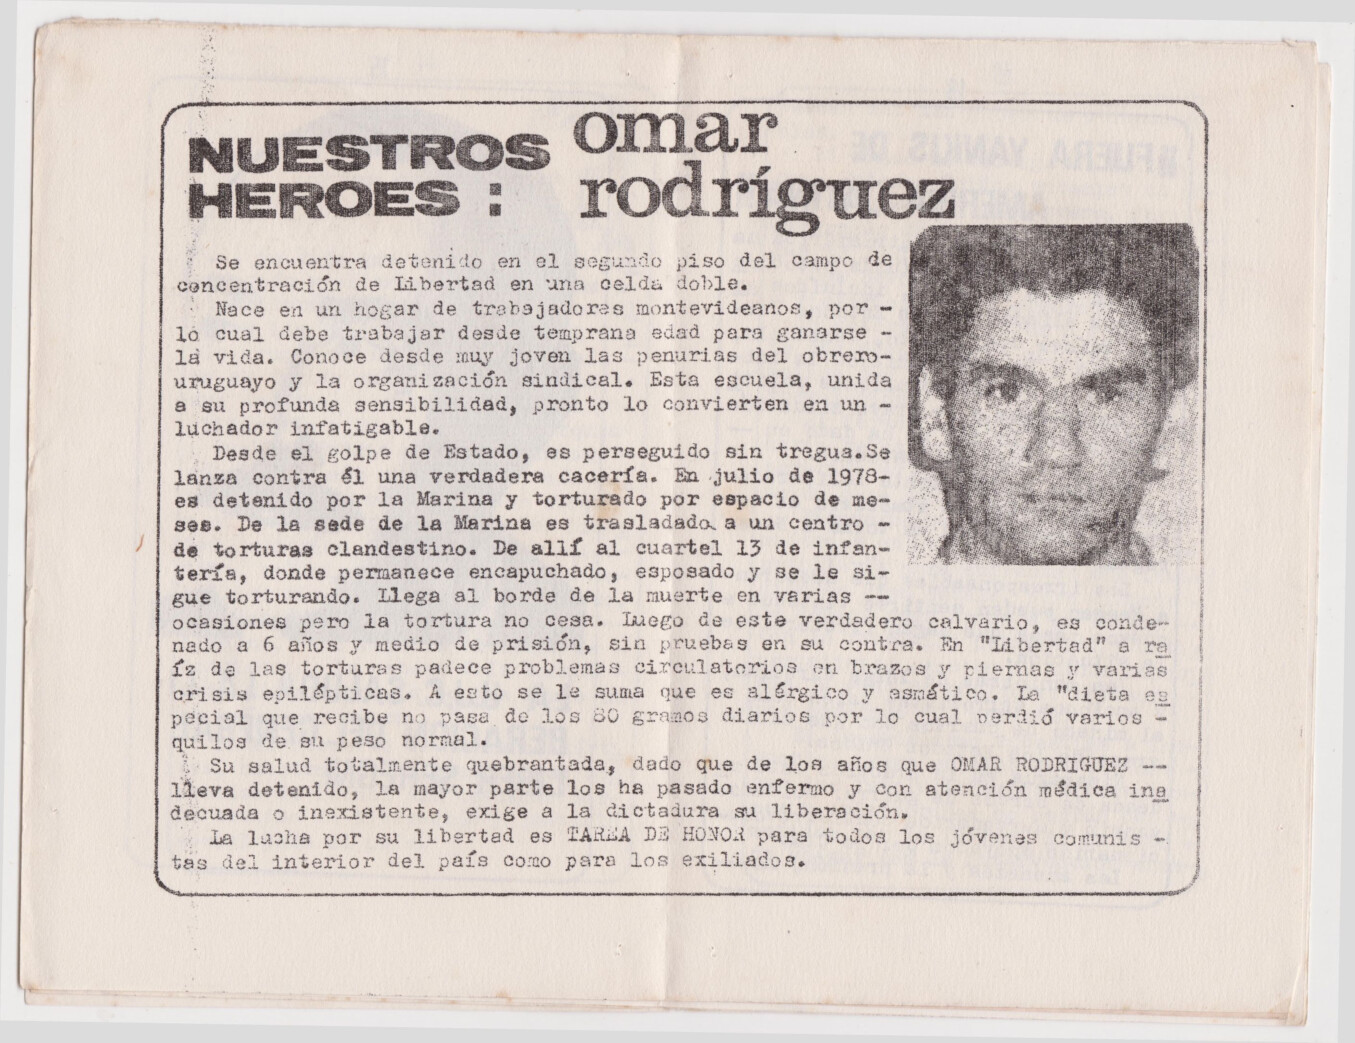 NUESTROS
HEROES :
omar
rodríguez
Se encuentra detenido en el segundo piso del campo de
concentración de Libertad en una celda doble.
Nace en un hogar de trabajadores montevideanos, por -
lo cual debe trabajar desde temprana edad para ganarse -
la vida. Conoce desde muy joven las penurias del obrero-
uruguayo y la organización sindical. Esta escuela, unida
a su profunda sensibilidad, pronto lo convierten en un -
luchador infatigable.
Desde el golpe de Estado, es perseguido sin tregua.Se
lanza contra él una verdadera cacería. En julio de 1978-
es detenido por la Marina y torturado por espacio de me-
ses. De la sede de la Marina es trasladado a un centro -
de torturas clandestino. De allí al cuartel 13 de infan-
tería, donde permanece encapuchado, esposado y se le si-
gue torturando. Llega al borde de la muerte en varias --
ocasiones pero la tortura no cesa. Luego de este verdadero calvario, es conde-
nado a 6 años y medio de prisión, sin pruebas en su contra. En "Libertad" a ra
íz de las torturas padece problemas circulatorios en brazos y piernas y varias
crisis epilépticas. A esto se le suma que es alérgico y asmático. La "dieta es
pecial que recibe no pasa de los 80 gramos diarios por lo cual perdió varios -
quilos de su peso normal.
Su salud totalmente quebrantada, dado que de los años que OMAR RODRIGUEZ --
lleva detenido, la mayor parte los ha pasado enfermo y con atención médica ina
decuada o inexistente, exige a la dictadura su liberación.
La lucha por su libertad es TAREA DE HONOR para todos los jóvenes comunis -
tas del interior del país como para los exiliados.